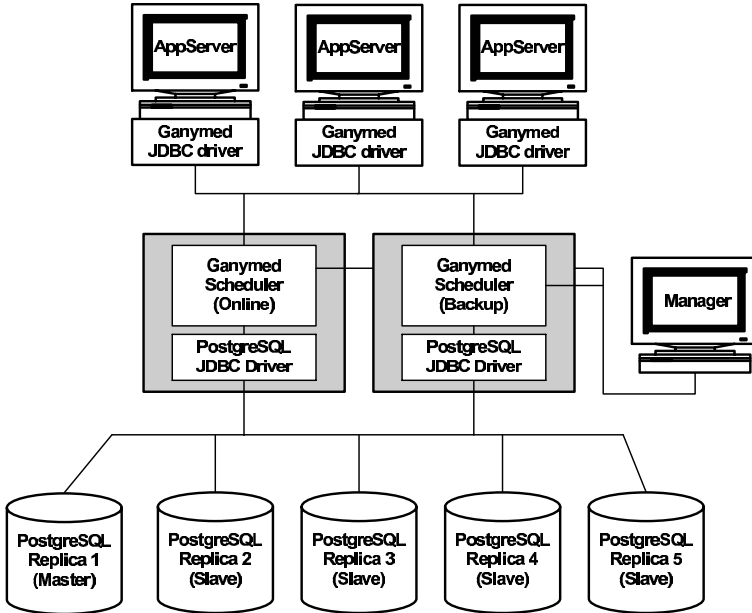 AppServer
AppServer
AppServer
Ganymed
JDBC driver
Ganymed
JDBC driver
Ganymed
JDBC driver
Ganymed
Scheduler
(Online)
PostgreSQL
JDBC Driver
Ganymed
Scheduler
(Backup)
PostgreSQL
JDBC Driver
Manager
PostgreSQL
Replica 1
(Master)
PostgreSQL
Replica 2
(Slave)
PostgreSQL
Replica 3
(Slave)
PostgreSQL
Replica 4
(Slave)
PostgreSQL
Replica 5
(Slave)